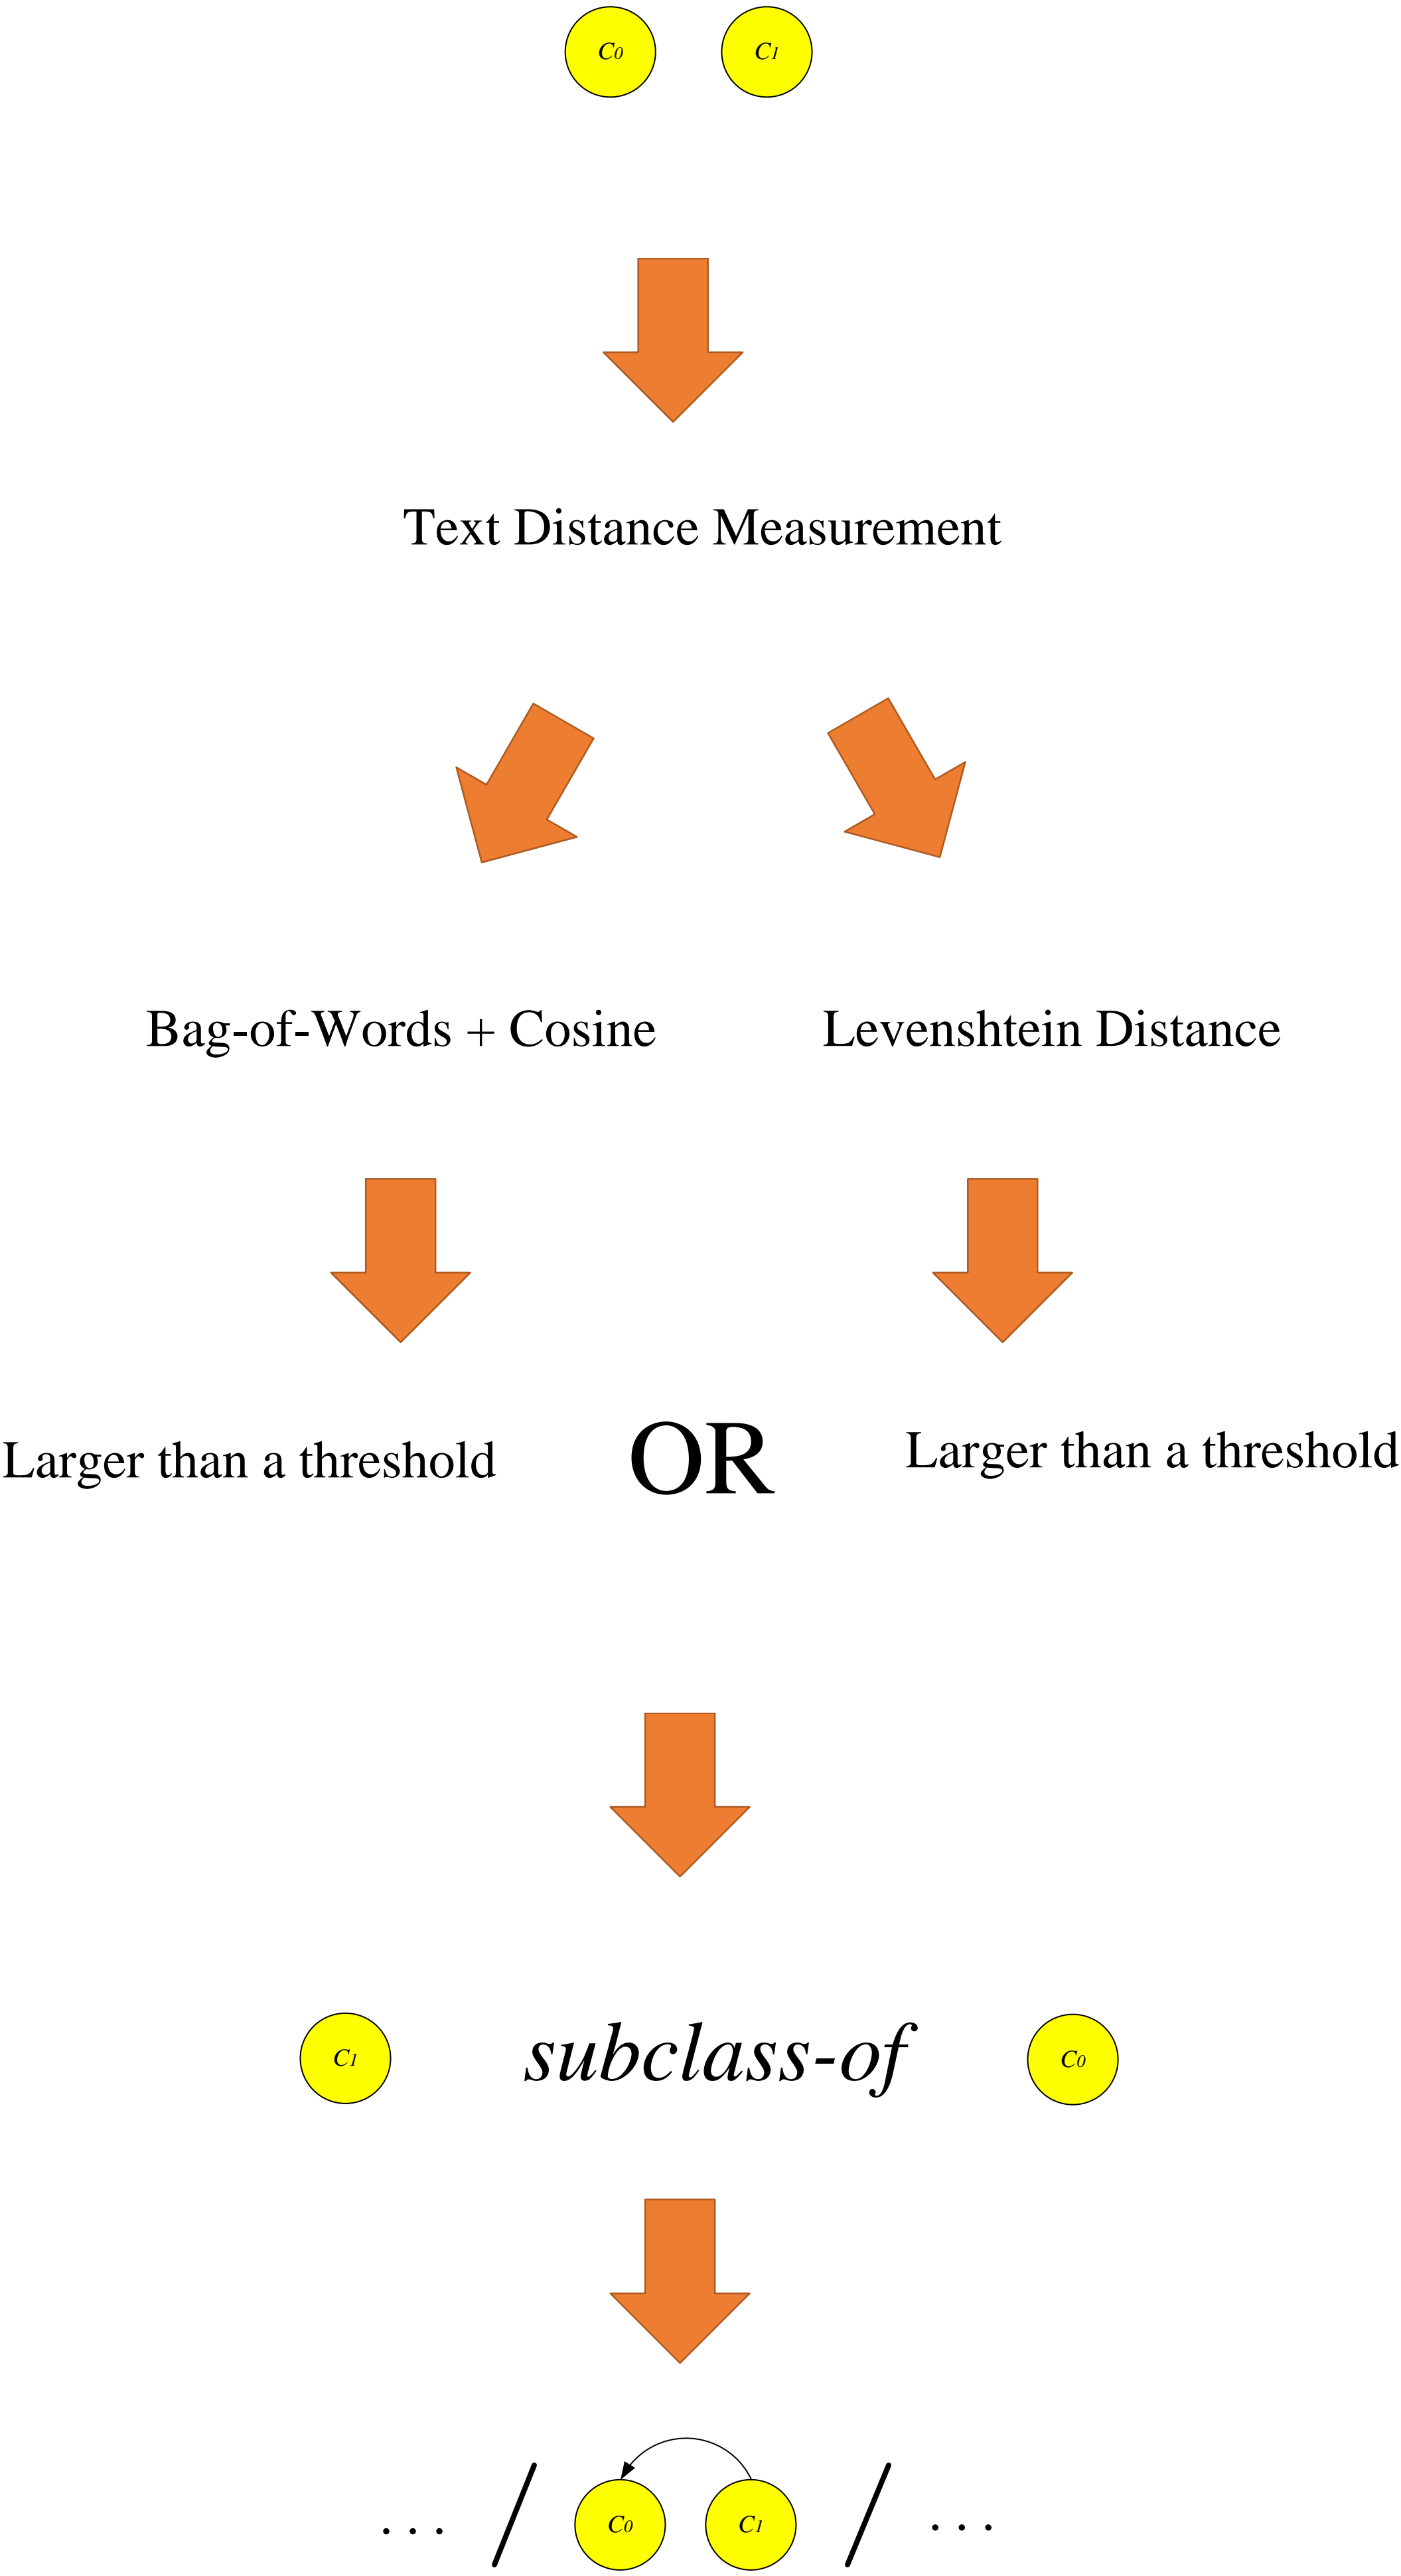 C0 C1
Text Distance Measurement
Bag-of-Words + Cosine Levenshtein Distance
Larger than a threshold OR Larger than a threshold
C1 subclass-of C0
... / C0 C1 / ...